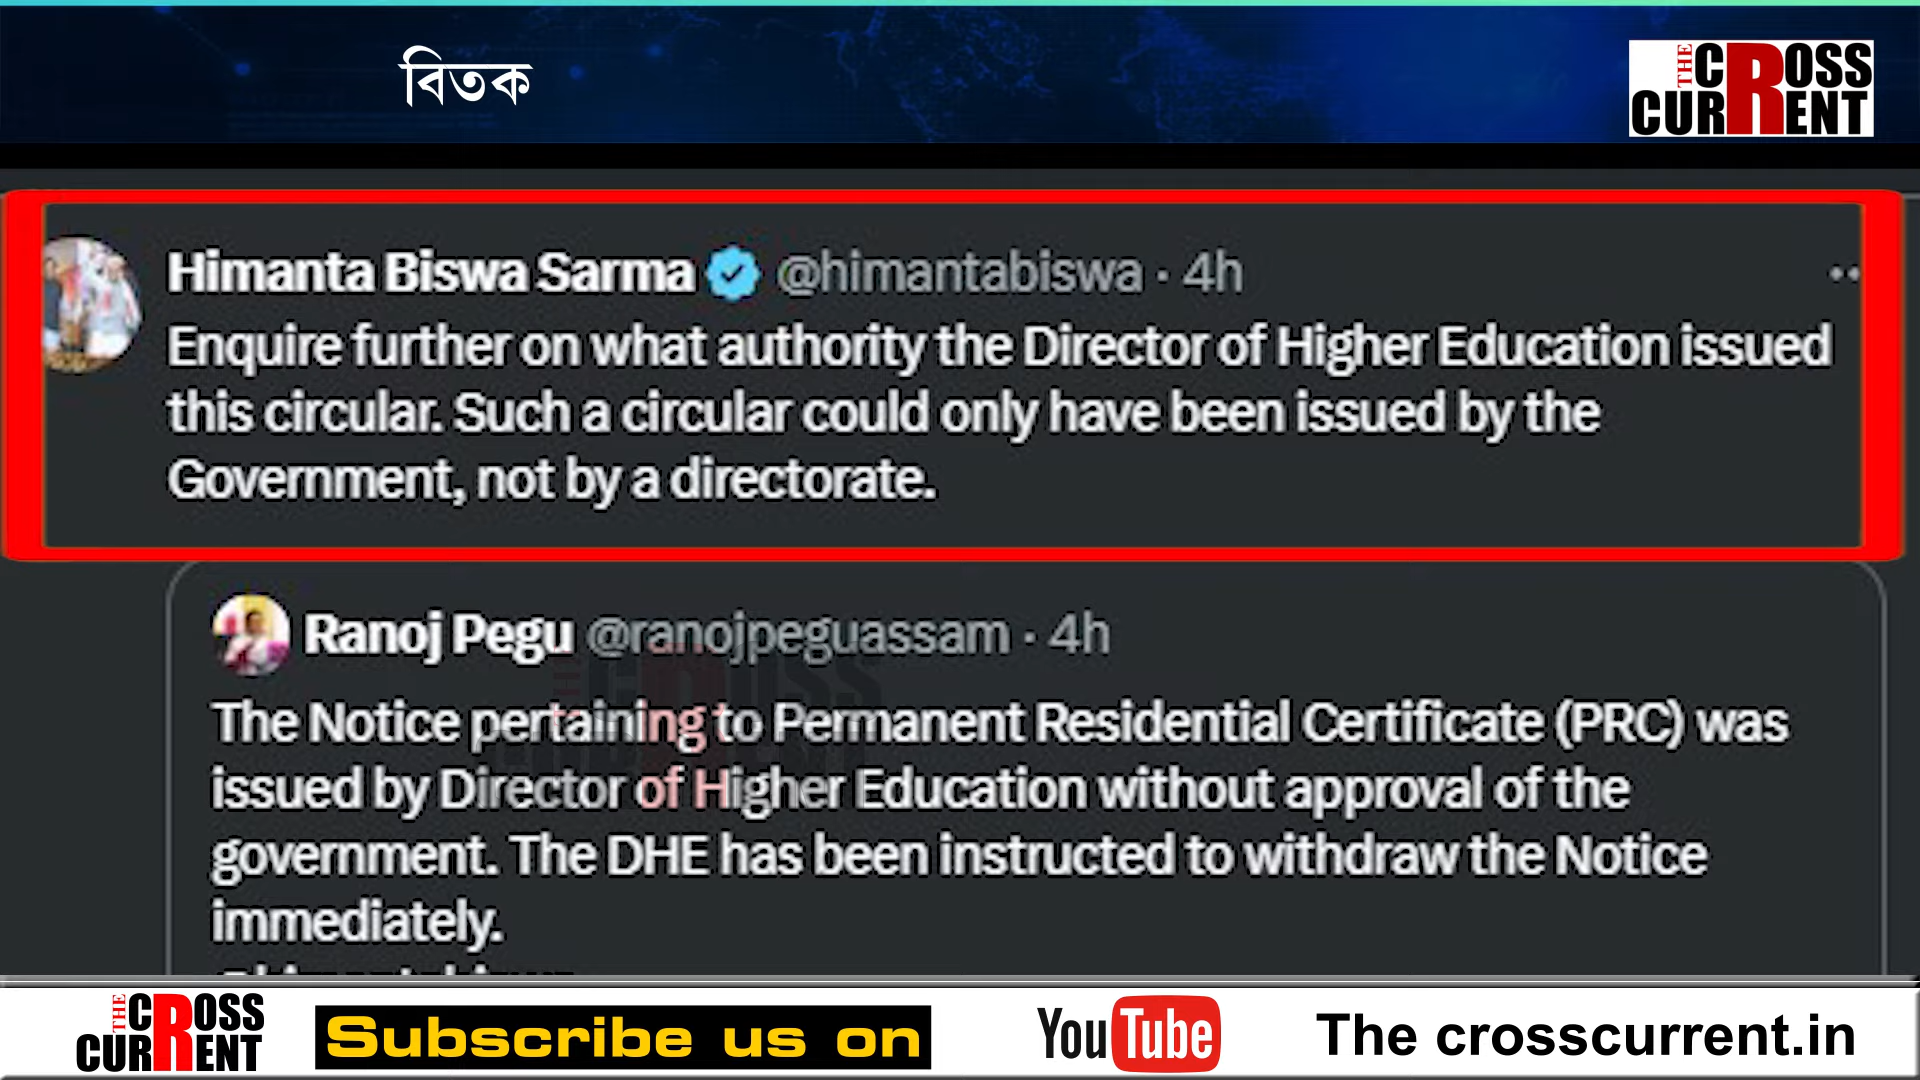 বিতক
THE CROSS
CURRENT
Himanta Biswa Sarma @himantabiswa · 4h
Enquire further on what authority the Director of Higher Education issued
this circular. Such a circular could only have been issued by the
Government, not by a directorate.
Ranoj Pegu @ranojpeguassam · 4h
The Notice pertaining to Permanent Residential Certificate (PRC) was
issued by Director of Higher Education without approval of the
government. The DHE has been instructed to withdraw the Notice
immediately.
THE CROSS
CURRENT
THE CROSS
CURRENT
Subscribe us on
YouTube
The crosscurrent.in